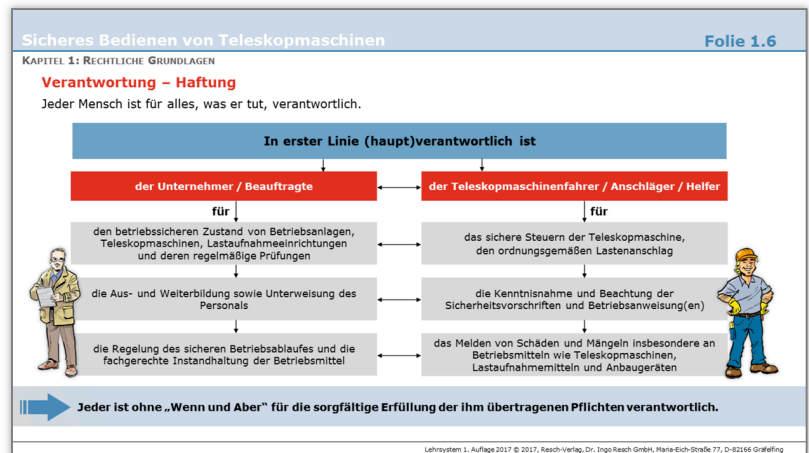 Sicheres Bedienen von Teleskopmaschinen
Folie 1.6
Kapitel 1: Rechtliche Grundlagen
Verantwortung – Haftung
Jeder Mensch ist für alles, was er tut, verantwortlich.
In erster Linie (haupt)verantwortlich ist
der Unternehmer / Beauftragte
für
den betriebssicheren Zustand von Betriebsanlagen,
Teleskopmaschinen, Lastaufnahmeeinrichtungen
und deren regelmäßige Prüfungen
die Aus- und Weiterbildung sowie Unterweisung des
Personals
die Regelung des sicheren Betriebsablaufes und die
fachgerechte Instandhaltung der Betriebsmittel
der Teleskopmaschinenfahrer / Anschläger / Helfer
für
das sichere Steuern der Teleskopmaschine,
den ordnungsgemäßen Lastenanschlag
die Kenntnisnahme und Beachtung der
Sicherheitsvorschriften und Betriebsanweisung(en)
das Melden von Schäden und Mängeln insbesondere an
Betriebsmitteln wie Teleskopmaschinen,
Lastaufnahmemitteln und Anbaugeräten
Jeder ist ohne „Wenn und Aber“ für die sorgfältige Erfüllung der ihm übertragenen Pflichten verantwortlich.
Lehrsystem 1. Auflage 2017 © 2017, Resch-Verlag, Dr. Ingo Resch GmbH, Maria-Eich-Straße 77, D-82166 Gräfelfing